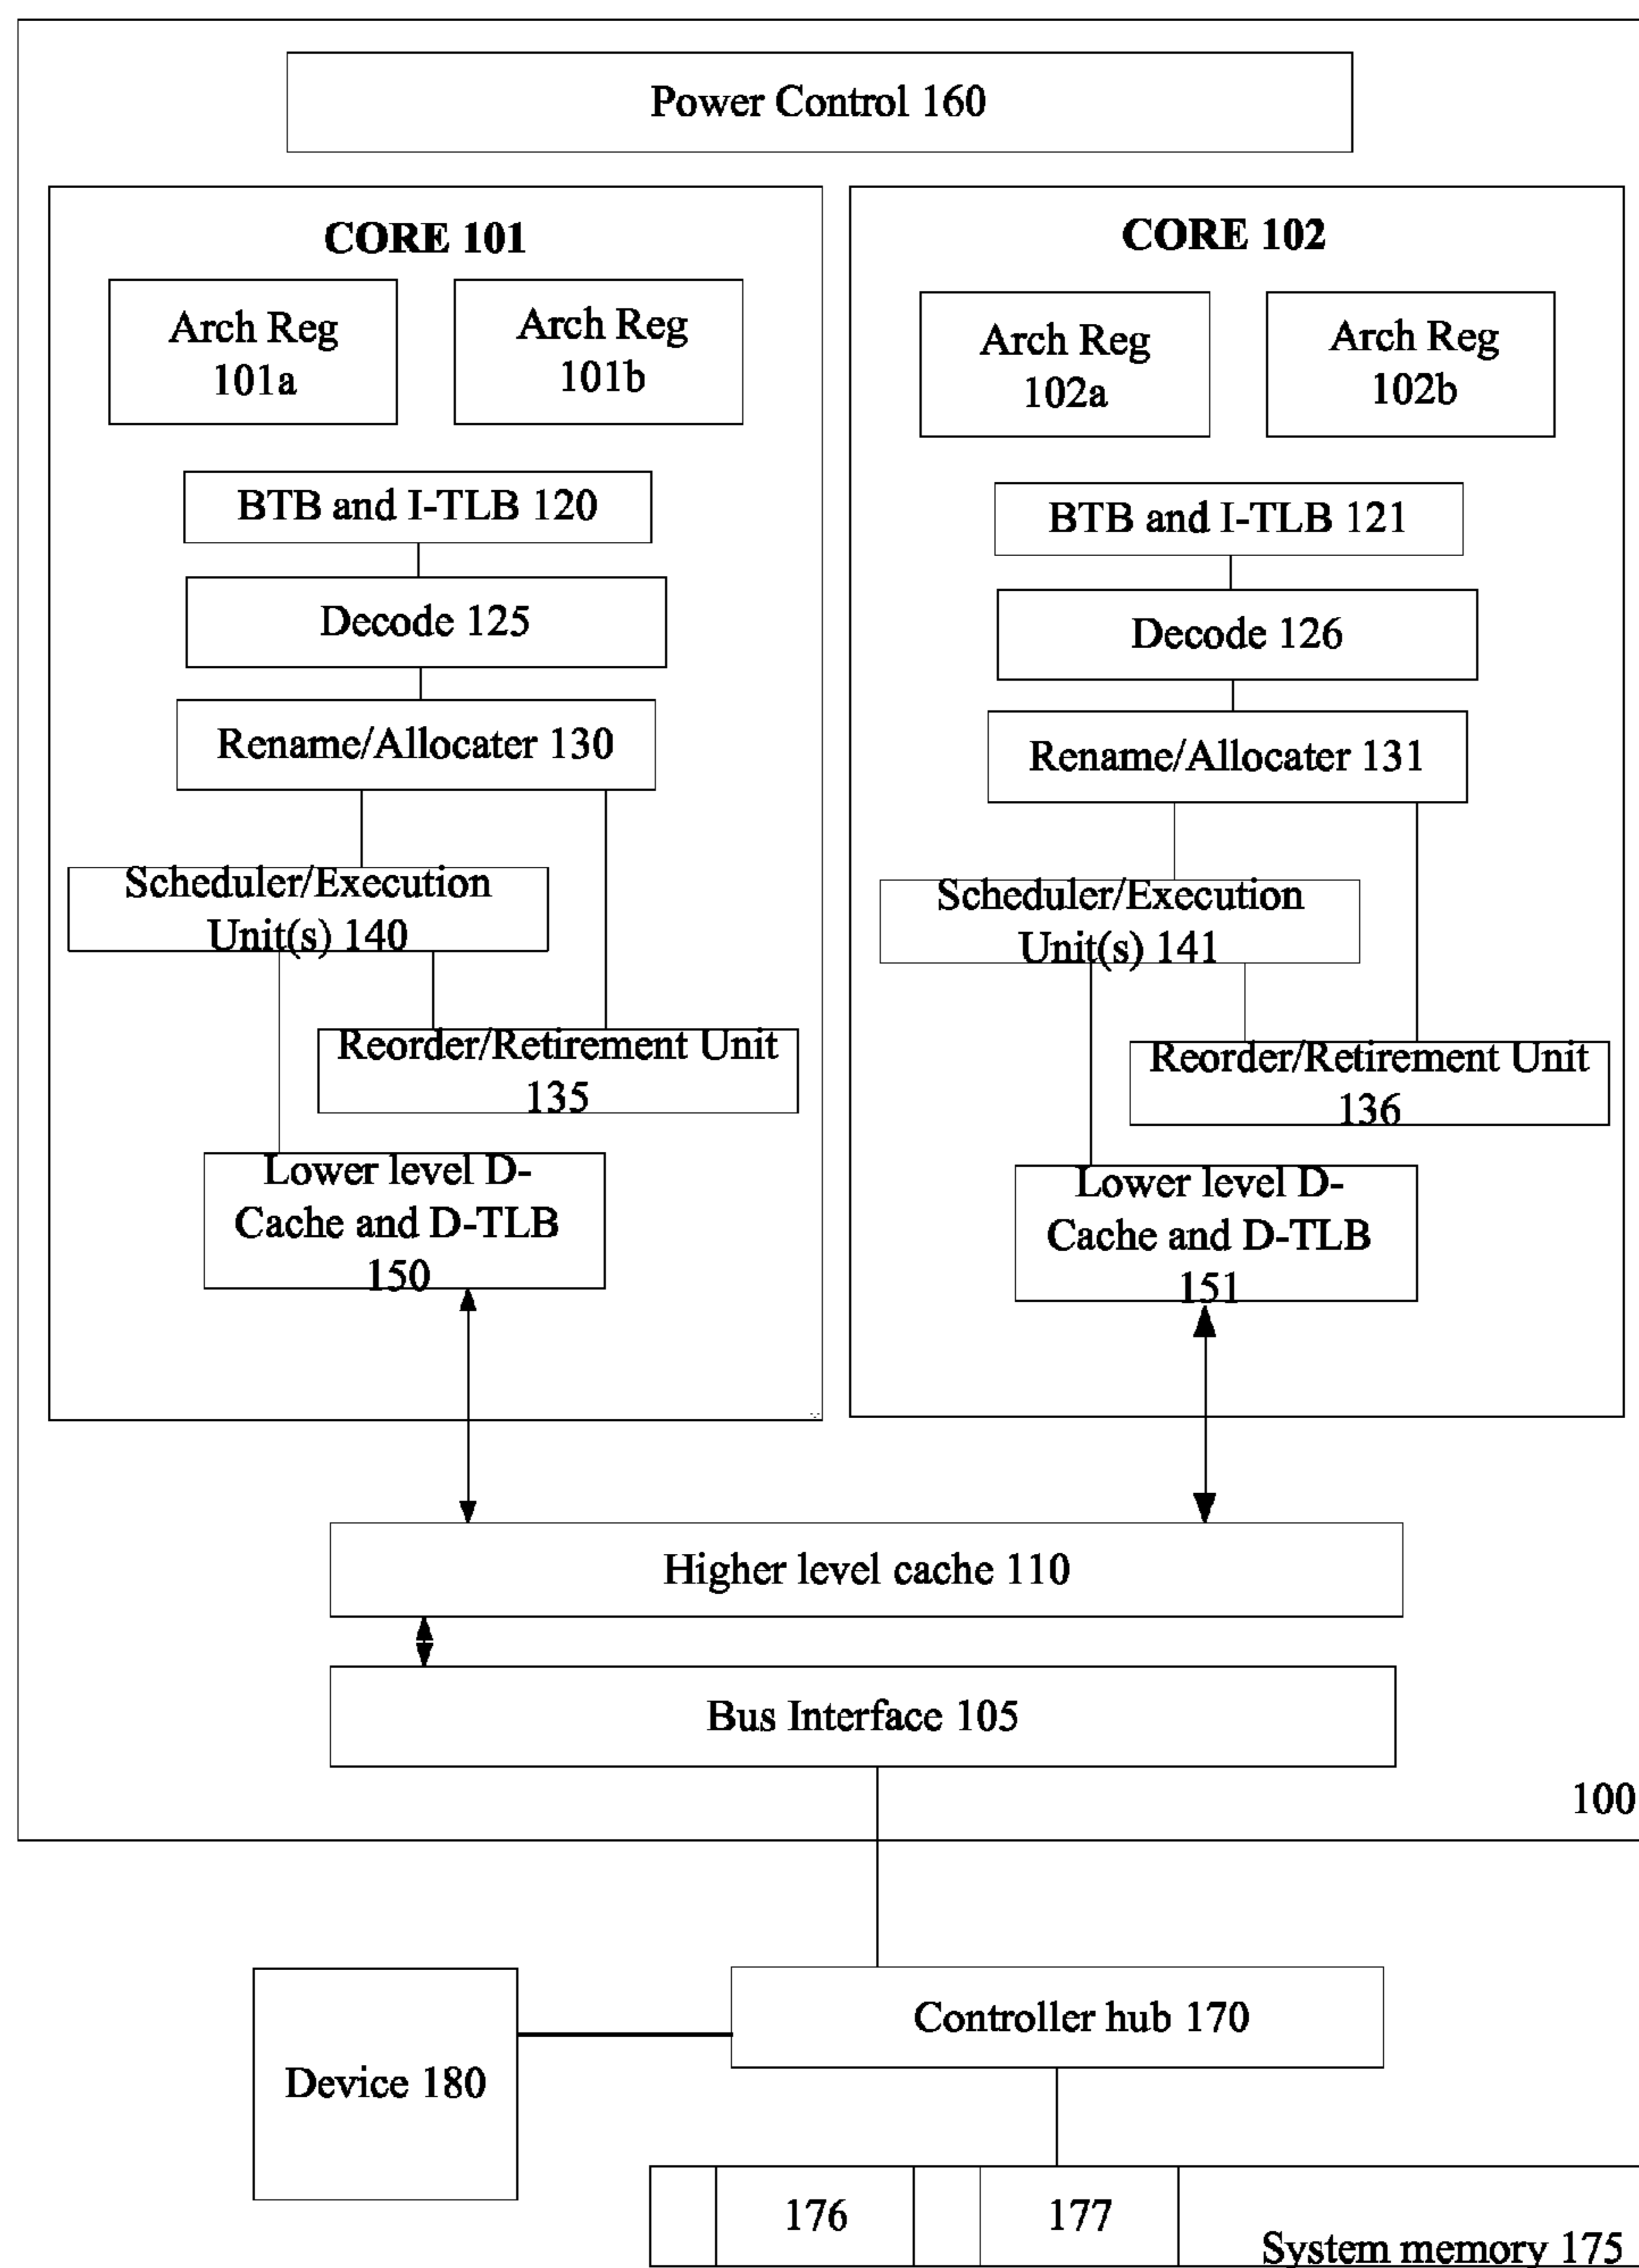 Power Control 160
CORE 101
Arch Reg
101a
Arch Reg
101b
BTB and I-TLB 120
Decode 125
Rename/Allocater 130
Scheduler/Execution
Unit(s) 140
Reorder/Retirement Unit
135
Lower level D-
Cache and D-TLB
150
CORE 102
Arch Reg
102a
Arch Reg
102b
BTB and I-TLB 121
Decode 126
Rename/Allocater 131
Scheduler/Execution
Unit(s) 141
Reorder/Retirement Unit
136
Lower level D-
Cache and D-TLB
151
Higher level cache 110
Bus Interface 105
100
Controller hub 170
Device 180
176
177
System memory 175